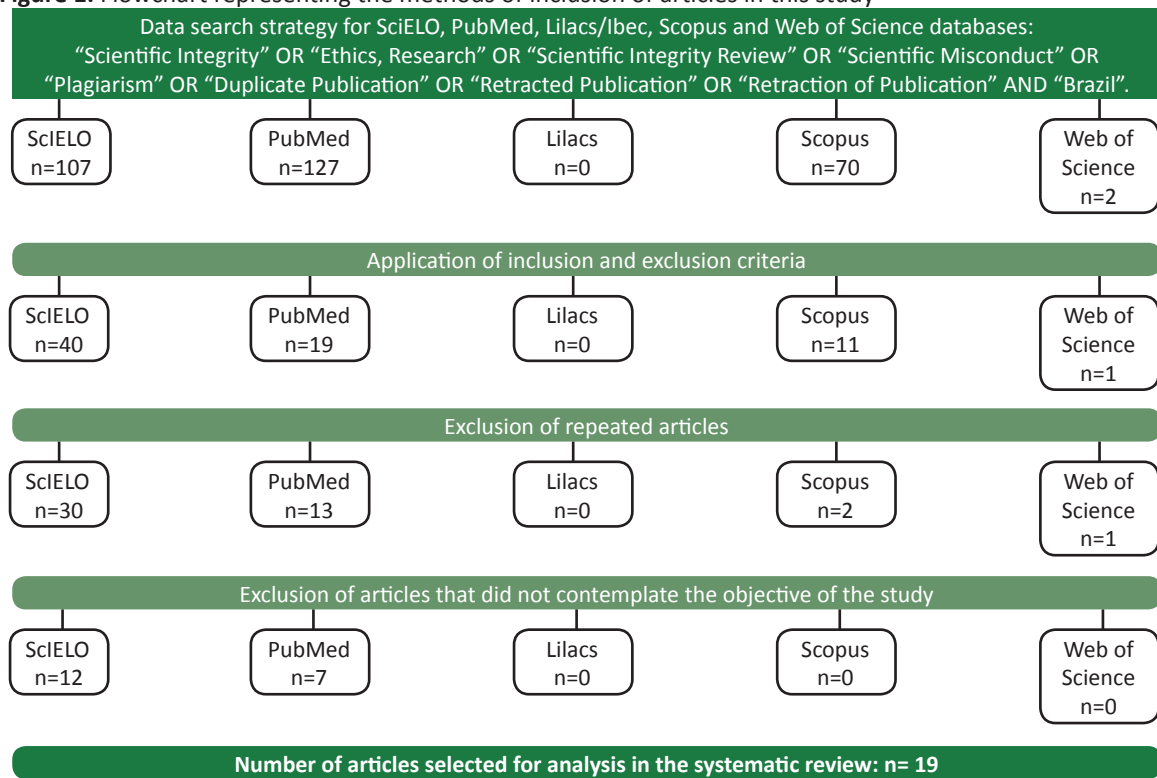 Figure 1. Flowchart representing the methods of inclusion of articles in this study
Data search strategy for SciELO, PubMed, Lilacs/Ibec, Scopus and Web of Science databases:
“Scientific Integrity” OR “Ethics, Research” OR “Scientific Integrity Review” OR “Scientific Misconduct” OR
“Plagiarism” OR “Duplicate Publication” OR “Retracted Publication” OR “Retraction of Publication” AND “Brazil”.
ScIELO
n=107
PubMed
n=127
Lilacs
n=0
Scopus
n=70
Web of
Science
n=2
Application of inclusion and exclusion criteria
ScIELO
n=40
PubMed
n=19
Lilacs
n=0
Scopus
n=11
Web of
Science
n=1
Exclusion of repeated articles
ScIELO
n=30
PubMed
n=13
Lilacs
n=0
Scopus
n=2
Web of
Science
n=1
Exclusion of articles that did not contemplate the objective of the study
ScIELO
n=12
PubMed
n=7
Lilacs
n=0
Scopus
n=0
Web of
Science
n=0
Number of articles selected for analysis in the systematic review: n= 19